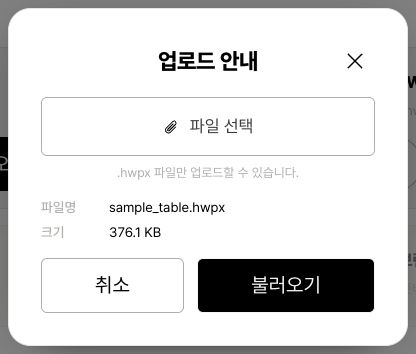 업로드 안내
파일 선택
.hwpx 파일만 업로드할 수 있습니다.
파일명 sample_table.hwpx
크기 376.1 KB
취소 불러오기